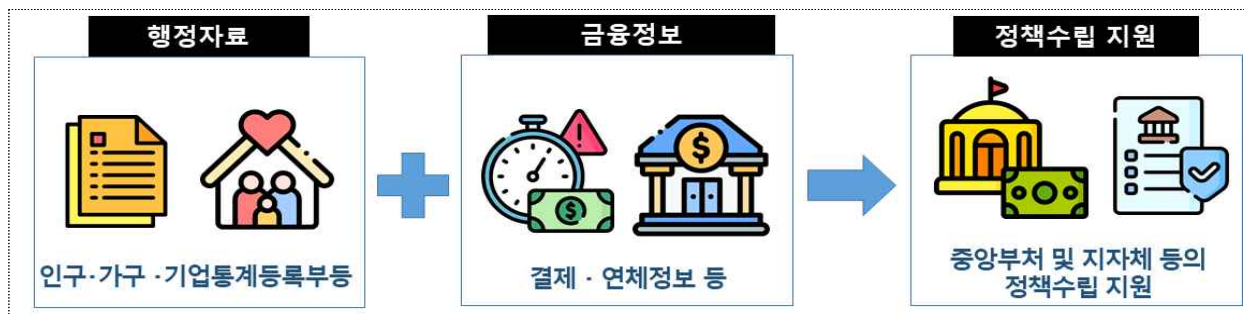 행정자료
금융정보
정책수립 지원
인구·가구 ·기업통계등록부등
결제 · 연체정보 등
중앙부처 및 지자체 등의
정책수립 지원